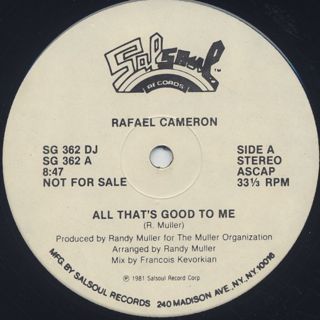 Salsoul
RECORDS
RAFAEL CAMERON
SG 362 DJ
SG 362 A
8:47
NOT FOR SALE
SIDE A
STEREO
ASCAP
33⅓ RPM
ALL THAT'S GOOD TO ME
(R. Muller)
Produced by Randy Muller for The Muller Organization
Arranged by Randy Muller
Mix by Francois Kevorkian
℗ 1981 Salsoul Record Corp.
MFG. BY SALSOUL RECORDS 240 MADISON AVE., NY., NY. 10016